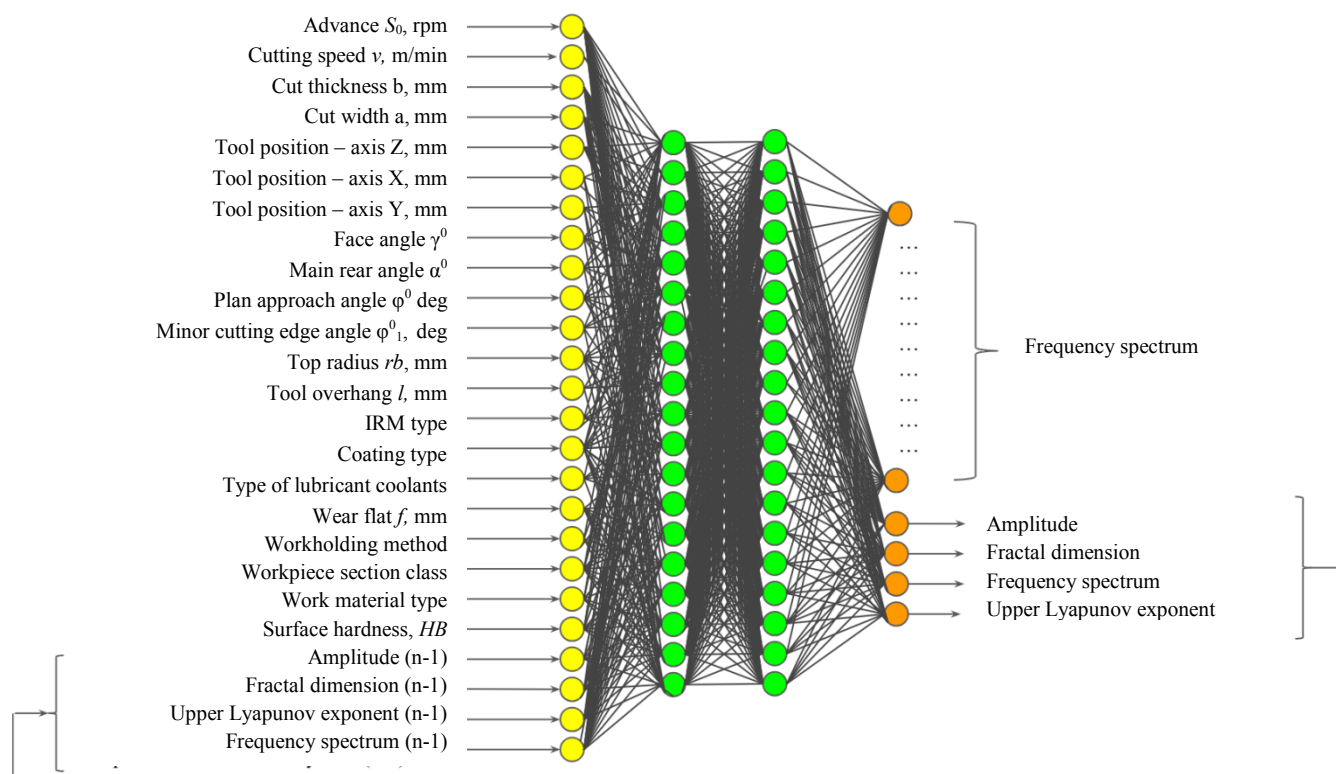 Advance S₀, rpm
Cutting speed v, m/min
Cut thickness b, mm
Cut width a, mm
Tool position – axis Z, mm
Tool position – axis X, mm
Tool position – axis Y, mm
Face angle γ⁰
Main rear angle α⁰
Plan approach angle φ⁰ deg
Minor cutting edge angle φ⁰₁, deg
Top radius rb, mm
Tool overhang l, mm
IRM type
Coating type
Type of lubricant coolants
Wear flat f, mm
Workholding method
Workpiece section class
Work material type
Surface hardness, HB
Amplitude (n-1)
Fractal dimension (n-1)
Upper Lyapunov exponent (n-1)
Frequency spectrum (n-1)
...
...
...
...
...
...
...
...
...
Frequency spectrum
Amplitude
Fractal dimension
Frequency spectrum
Upper Lyapunov exponent